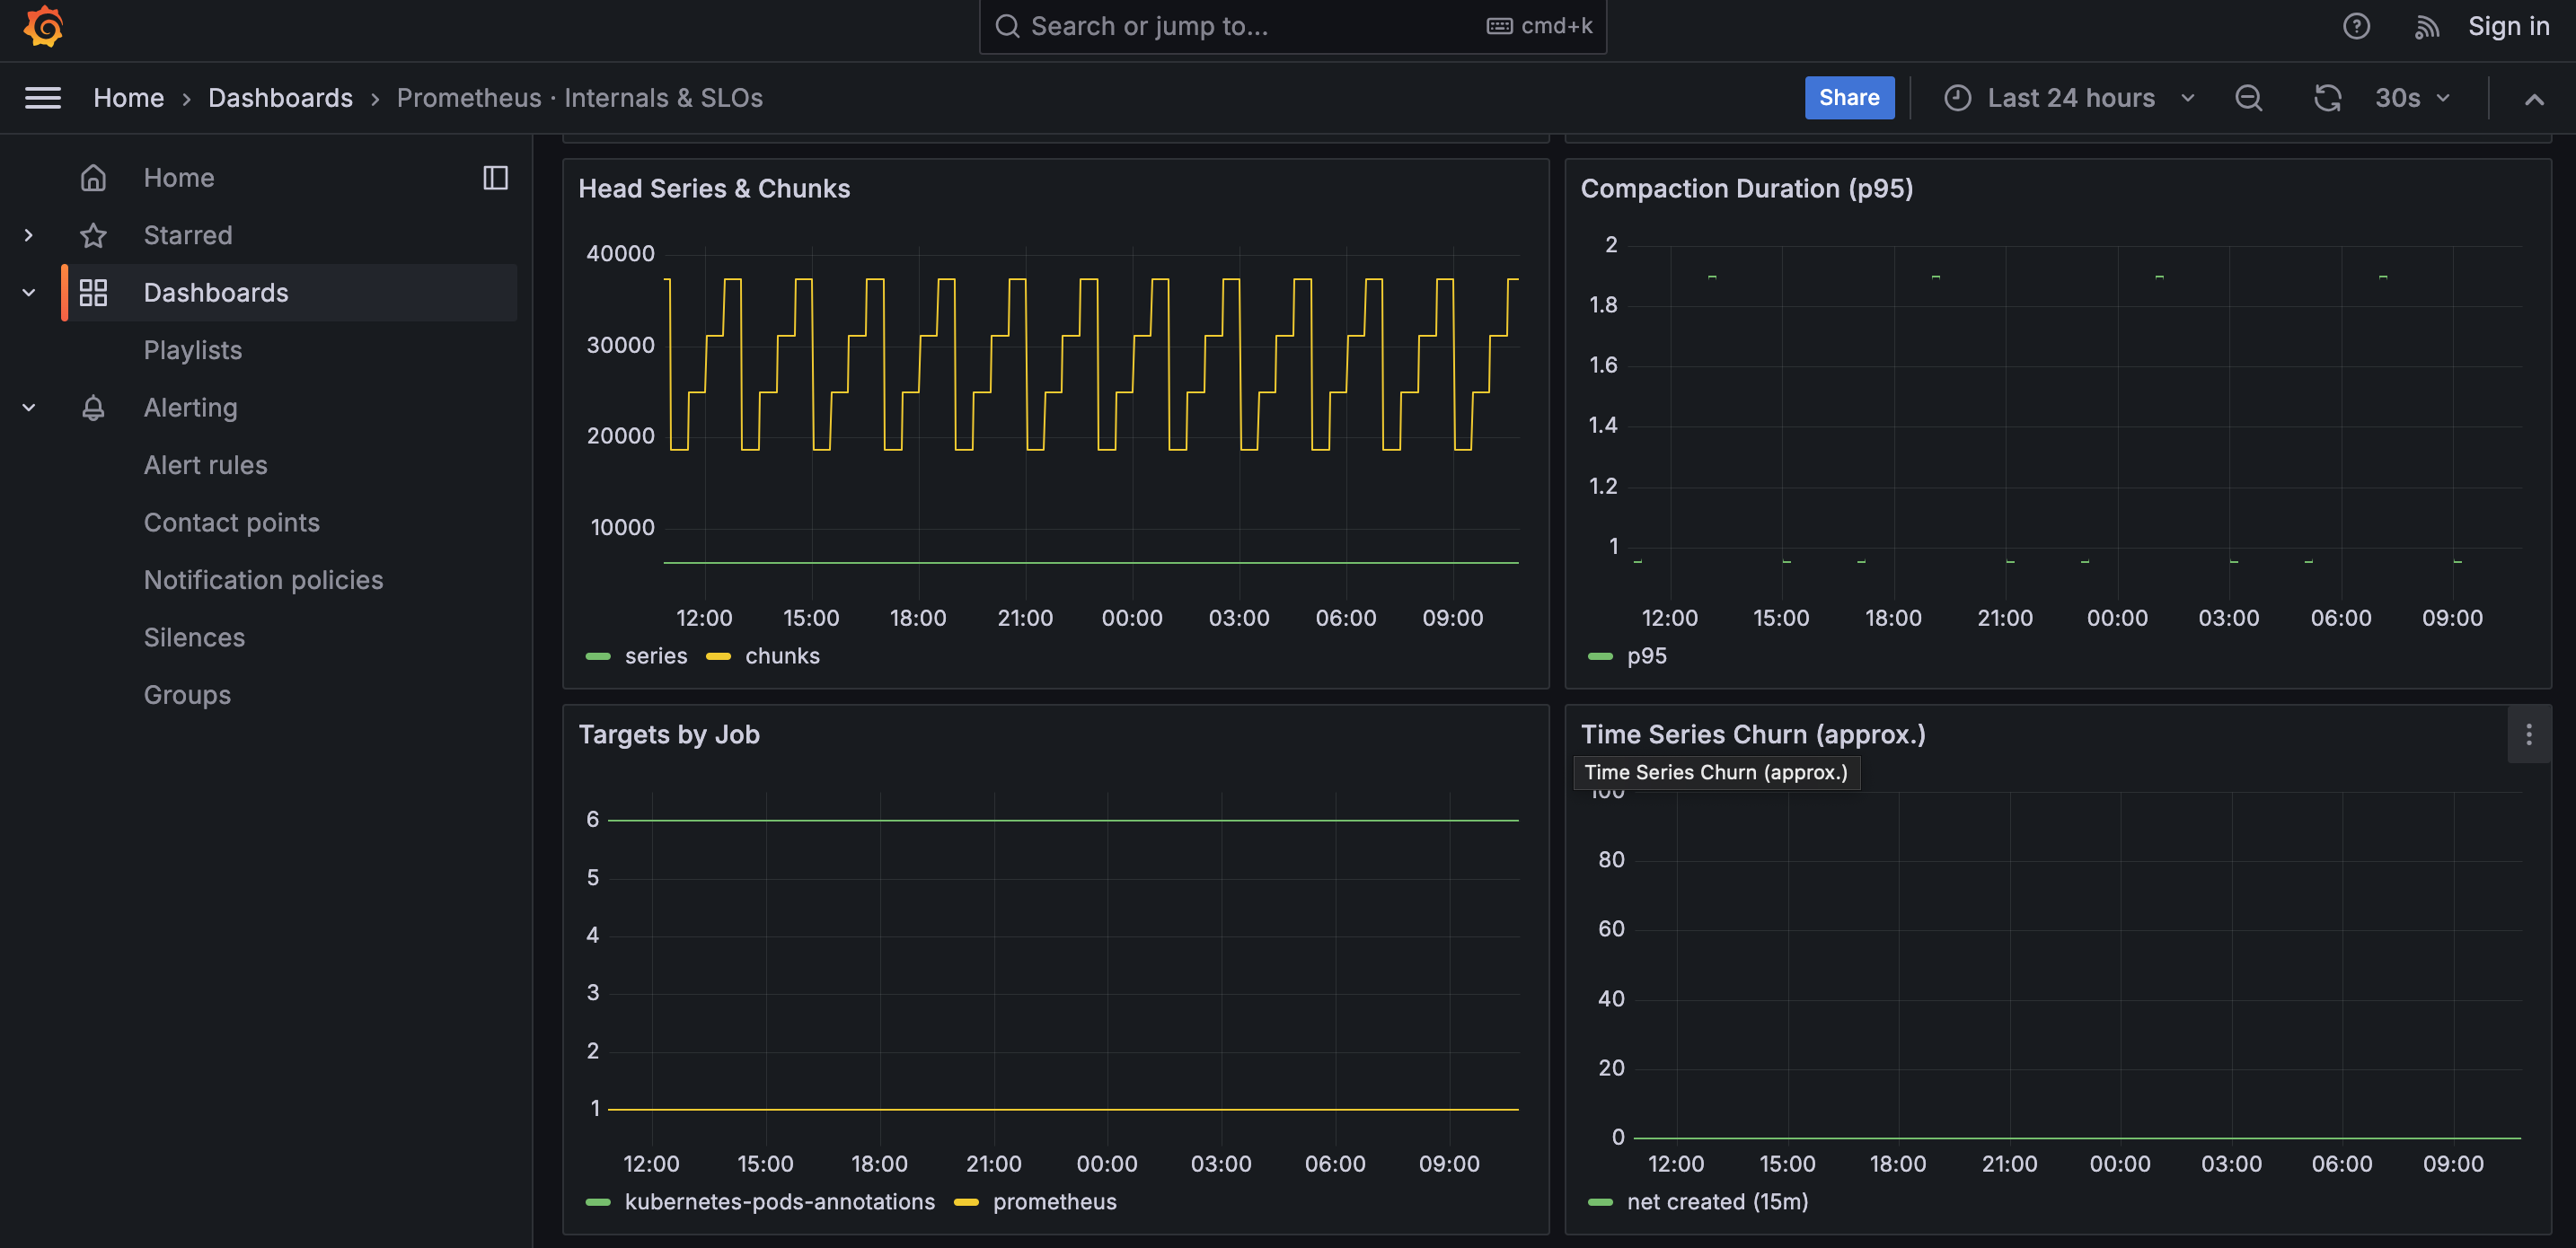 Search or jump to...
cmd+k
Sign in
Home › Dashboards › Prometheus · Internals & SLOs
Share
Last 24 hours
30s
Home
Starred
Dashboards
Playlists
Alerting
Alert rules
Contact points
Notification policies
Silences
Groups
Head Series & Chunks
40000
30000
20000
10000
12:00 15:00 18:00 21:00 00:00 03:00 06:00 09:00
series chunks
Compaction Duration (p95)
2
1.8
1.6
1.4
1.2
1
12:00 15:00 18:00 21:00 00:00 03:00 06:00 09:00
p95
Targets by Job
6
5
4
3
2
1
12:00 15:00 18:00 21:00 00:00 03:00 06:00 09:00
kubernetes-pods-annotations prometheus
Time Series Churn (approx.)
Time Series Churn (approx.)
100
80
60
40
20
0
12:00 15:00 18:00 21:00 00:00 03:00 06:00 09:00
net created (15m)